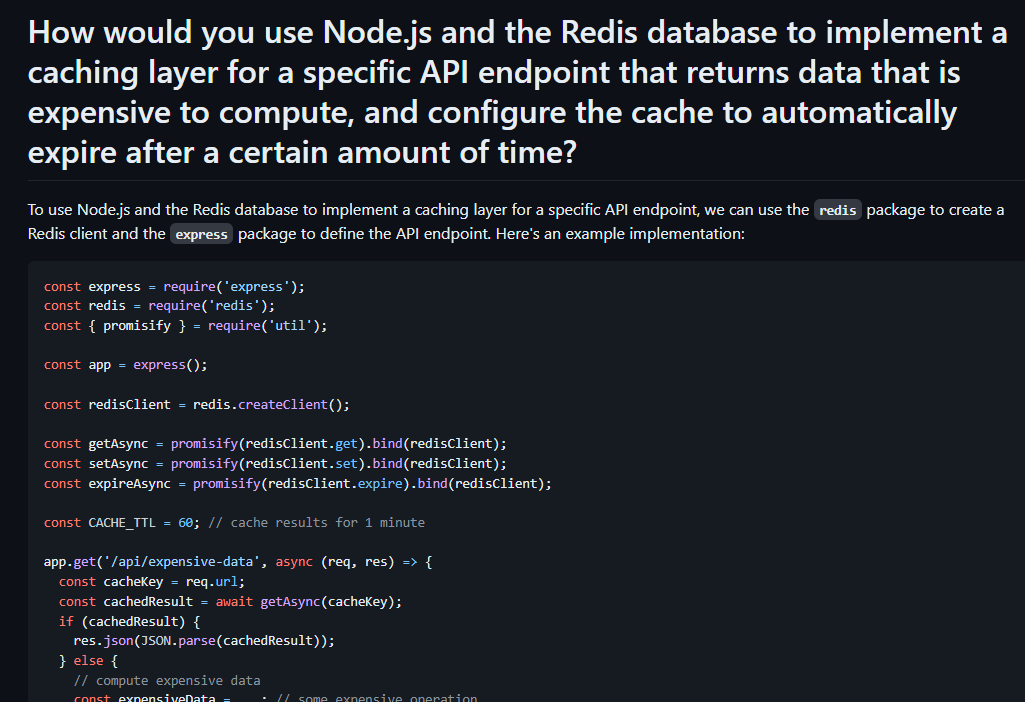 How would you use Node.js and the Redis database to implement a
caching layer for a specific API endpoint that returns data that is
expensive to compute, and configure the cache to automatically
expire after a certain amount of time?
To use Node.js and the Redis database to implement a caching layer for a specific API endpoint, we can use the redis package to create a
Redis client and the express package to define the API endpoint. Here's an example implementation:
const express = require('express');
const redis = require('redis');
const { promisify } = require('util');
const app = express();
const redisClient = redis.createClient();
const getAsync = promisify(redisClient.get).bind(redisClient);
const setAsync = promisify(redisClient.set).bind(redisClient);
const expireAsync = promisify(redisClient.expire).bind(redisClient);
const CACHE_TTL = 60; // cache results for 1 minute
app.get('/api/expensive-data', async (req, res) => {
  const cacheKey = req.url;
  const cachedResult = await getAsync(cacheKey);
  if (cachedResult) {
    res.json(JSON.parse(cachedResult));
  } else {
    // compute expensive data
    const expensiveData = ...; // some expensive operation